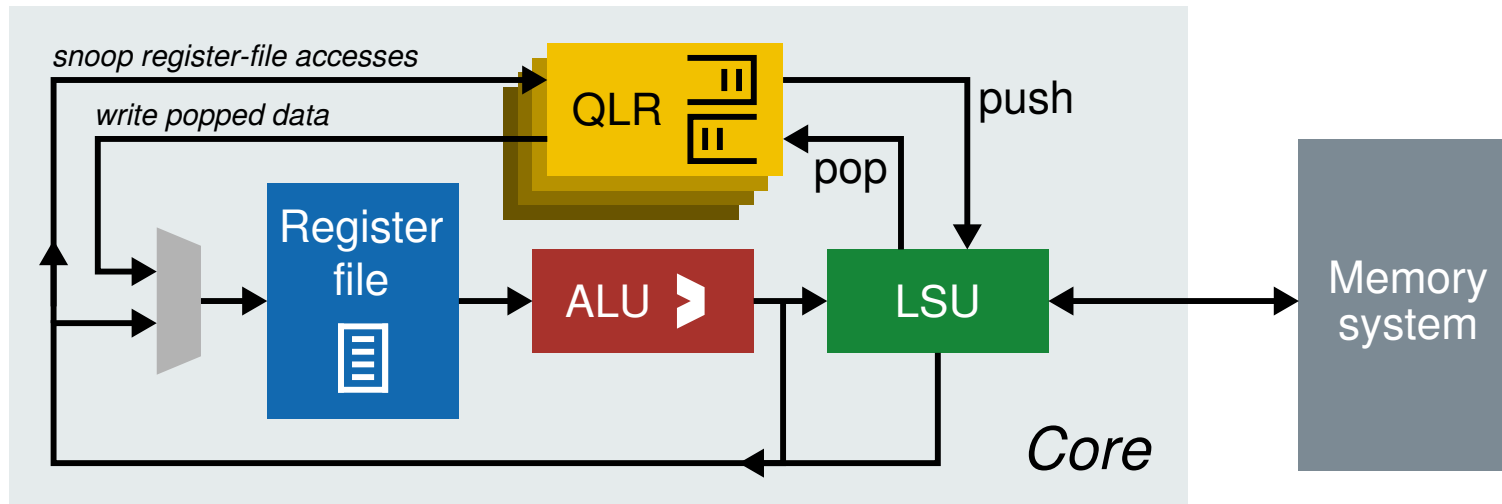 snoop register-file accesses
write popped data
QLR
push
pop
Register
file
ALU
LSU
Memory
system
Core